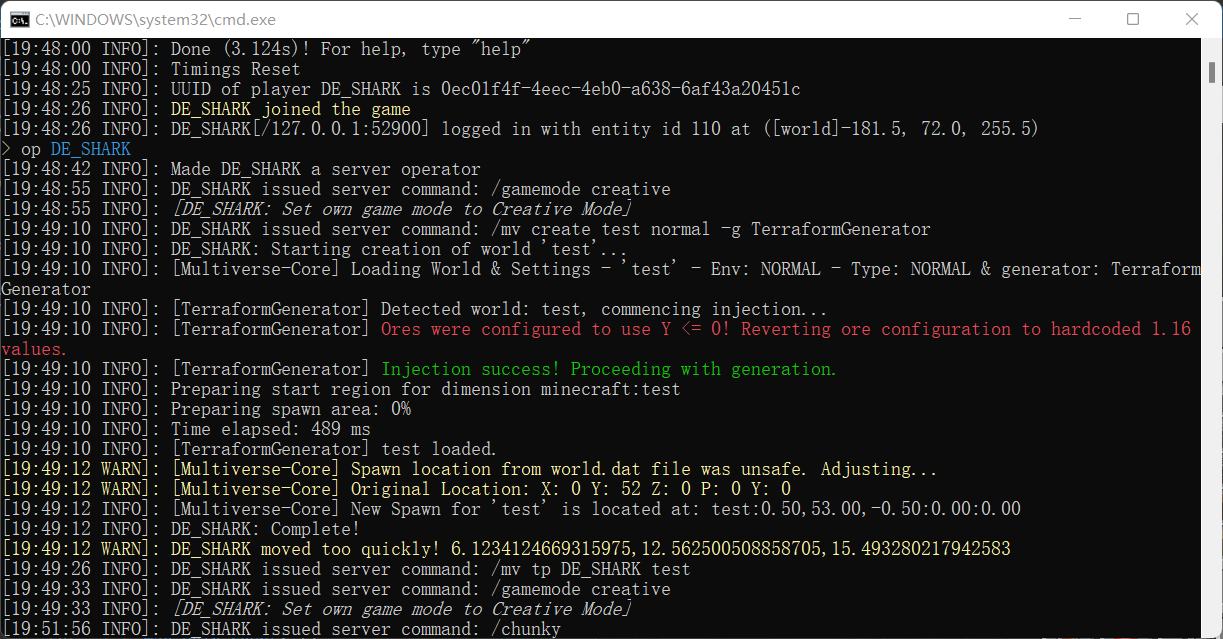 C:\WINDOWS\system32\cmd.exe
[19:48:00 INFO]: Done (3.124s)! For help, type "help"
[19:48:00 INFO]: Timings Reset
[19:48:25 INFO]: UUID of player DE_SHARK is 0ec01f4f-4eec-4eb0-a638-6af43a20451c
[19:48:26 INFO]: DE_SHARK joined the game
[19:48:26 INFO]: DE_SHARK[/127.0.0.1:52900] logged in with entity id 110 at ([world]-181.5, 72.0, 255.5)
> op DE_SHARK
[19:48:42 INFO]: Made DE_SHARK a server operator
[19:48:55 INFO]: DE_SHARK issued server command: /gamemode creative
[19:48:55 INFO]: [DE_SHARK: Set own game mode to Creative Mode]
[19:49:10 INFO]: DE_SHARK issued server command: /mv create test normal -g TerraformGenerator
[19:49:10 INFO]: DE_SHARK: Starting creation of world 'test'...
[19:49:10 INFO]: [Multiverse-Core] Loading World & Settings - 'test' - Env: NORMAL - Type: NORMAL & generator: Terraform
Generator
[19:49:10 INFO]: [TerraformGenerator] Detected world: test, commencing injection...
[19:49:10 INFO]: [TerraformGenerator] Ores were configured to use Y <= 0! Reverting ore configuration to hardcoded 1.16
values.
[19:49:10 INFO]: [TerraformGenerator] Injection success! Proceeding with generation.
[19:49:10 INFO]: Preparing start region for dimension minecraft:test
[19:49:10 INFO]: Preparing spawn area: 0%
[19:49:10 INFO]: Time elapsed: 489 ms
[19:49:10 INFO]: [TerraformGenerator] test loaded.
[19:49:12 WARN]: [Multiverse-Core] Spawn location from world.dat file was unsafe. Adjusting...
[19:49:12 WARN]: [Multiverse-Core] Original Location: X: 0 Y: 52 Z: 0 P: 0 Y: 0
[19:49:12 INFO]: [Multiverse-Core] New Spawn for 'test' is located at: test:0.50,53.00,-0.50:0.00:0.00
[19:49:12 INFO]: DE_SHARK: Complete!
[19:49:12 WARN]: DE_SHARK moved too quickly! 6.1234124669315975,12.562500508858705,15.493280217942583
[19:49:26 INFO]: DE_SHARK issued server command: /mv tp DE_SHARK test
[19:49:33 INFO]: DE_SHARK issued server command: /gamemode creative
[19:49:33 INFO]: [DE_SHARK: Set own game mode to Creative Mode]
[19:51:56 INFO]: DE_SHARK issued server command: /chunky